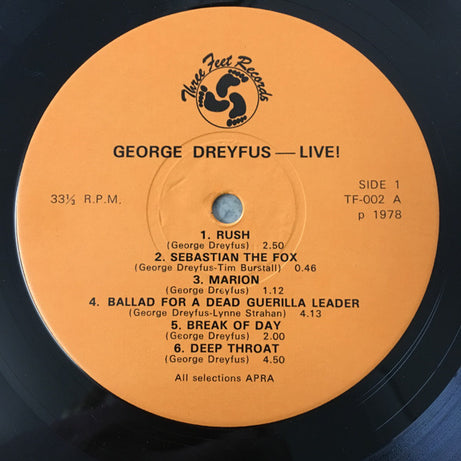 Three Feet Records
GEORGE DREYFUS — LIVE!
33⅓ R.P.M.
SIDE 1
TF-002 A
p 1978
1. RUSH
(George Dreyfus) 2.50
2. SEBASTIAN THE FOX
(George Dreyfus-Tim Burstall) 0.46
3. MARION
(George Dreyfus) 1.12
4. BALLAD FOR A DEAD GUERILLA LEADER
(George Dreyfus-Lynne Strahan) 4.13
5. BREAK OF DAY
(George Dreyfus) 2.00
6. DEEP THROAT
(George Dreyfus) 4.50
All selections APRA